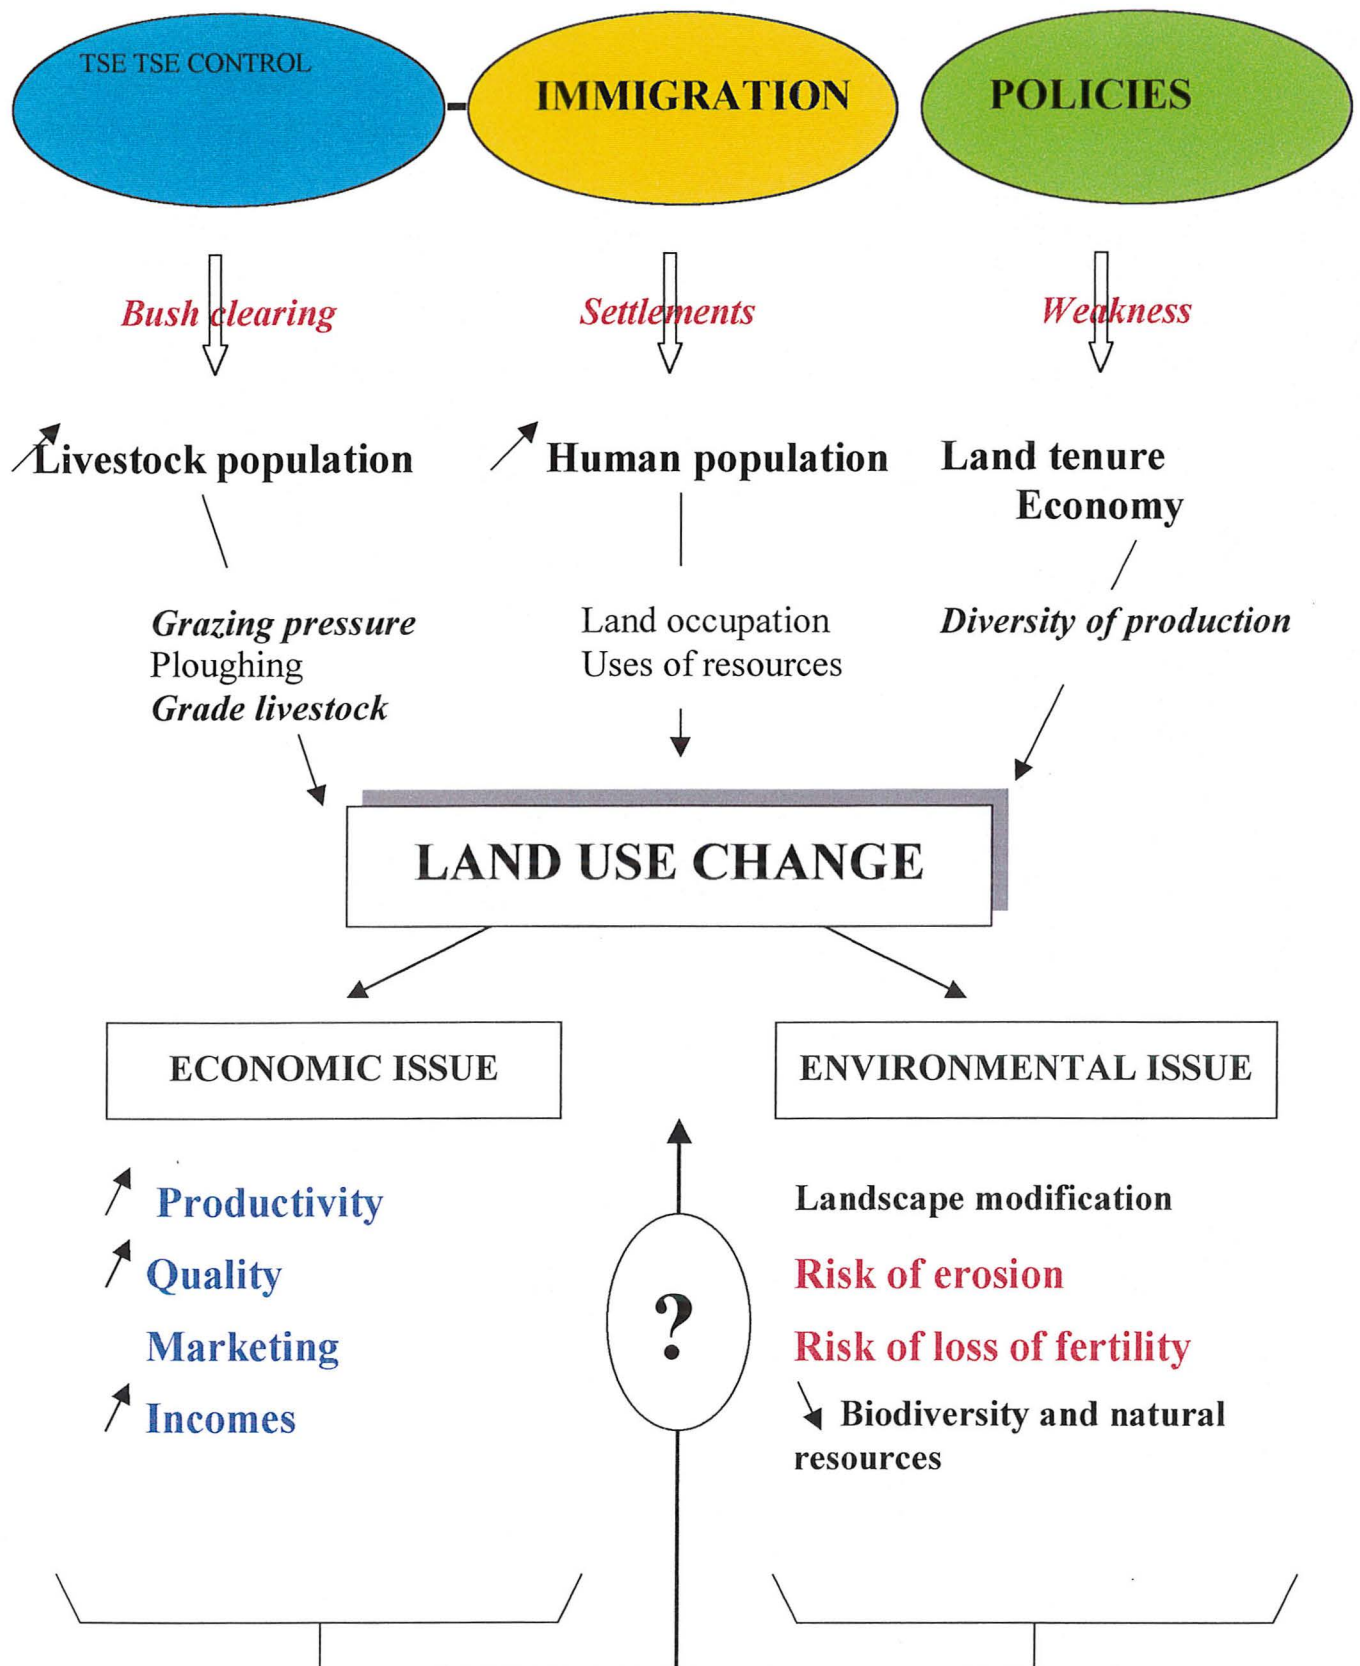 TSE TSE CONTROL
IMMIGRATION
POLICIES
Bush clearing
Settlements
Weakness
Livestock population
Human population
Land tenure
Economy
Grazing pressure
Ploughing
Grade livestock
Land occupation
Uses of resources
Diversity of production
LAND USE CHANGE
ECONOMIC ISSUE
ENVIRONMENTAL ISSUE
Productivity
Quality
Marketing
Incomes
?
Landscape modification
Risk of erosion
Risk of loss of fertility
Biodiversity and natural
resources